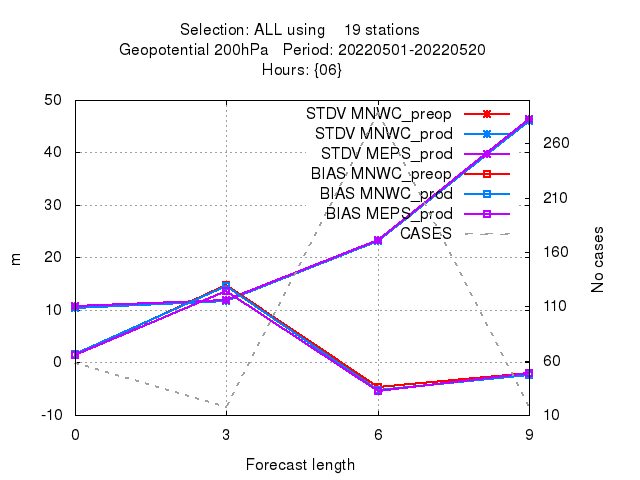 Selection: ALL using 19 stations
Geopotential 200hPa Period: 20220501-20220520
Hours: {06}
STDV MNWC_preop
STDV MNWC_prod
STDV MEPS_prod
BIAS MNWC_preop
BIAS MNWC_prod
BIAS MEPS_prod
CASES
50
40
30
20
10
0
-10
m
260
210
160
110
60
10
No cases
0 3 6 9
Forecast length